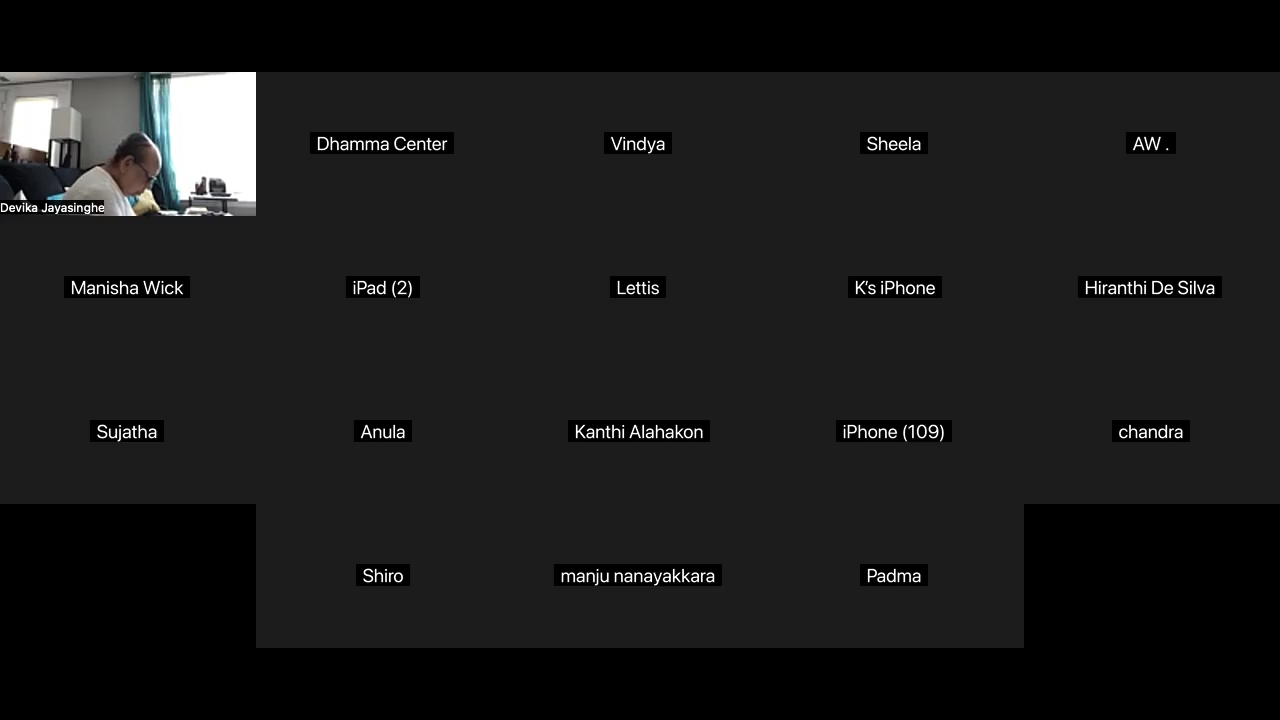 Devika Jayasinghe
Dhamma Center
Vindya
Sheela
AW .
Manisha Wick
iPad (2)
Lettis
K's iPhone
Hiranthi De Silva
Sujatha
Anula
Kanthi Alahakon
iPhone (109)
chandra
Shiro
manju nanayakkara
Padma